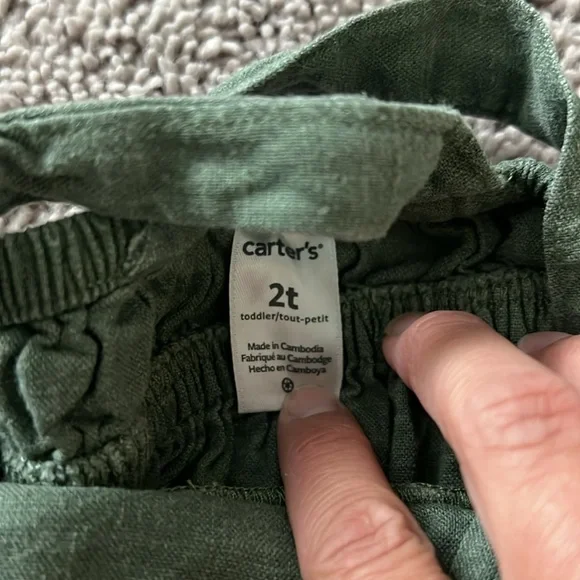 carter's®
2t
toddler/tout-petit
Made in Cambodia
Fabriqué au Cambodge
Hecho en Camboya